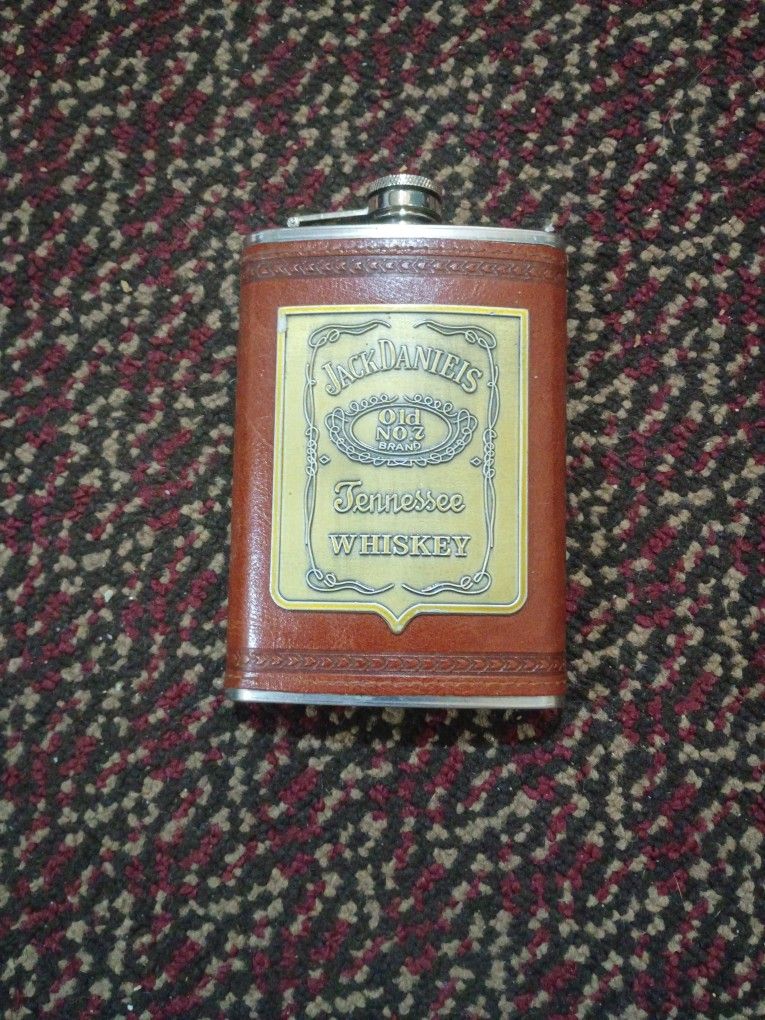 JACK DANIElS
Old
NO.7
BRAND
Tennessee
WHISKEY